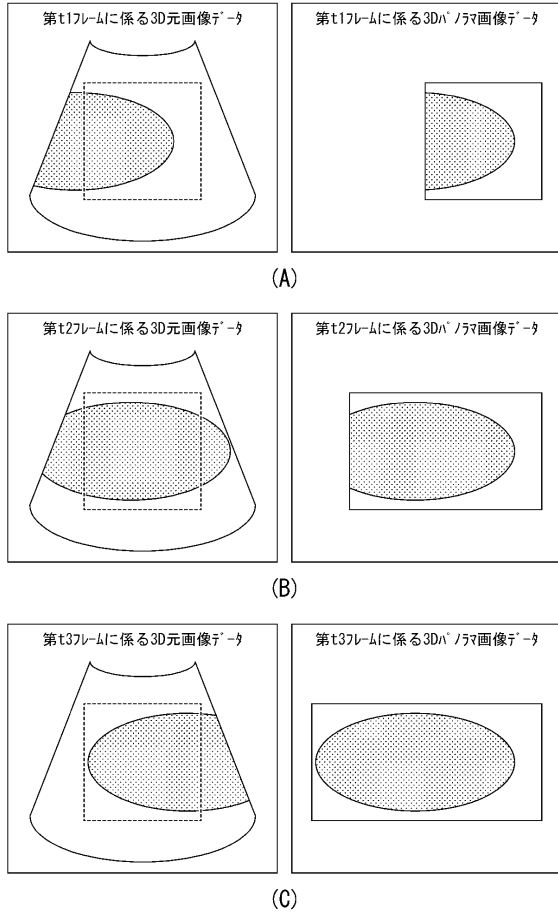 第t1フレームに係る3D元画像データ
第t1フレームに係る3Dパノラマ画像データ
(A)
第t2フレームに係る3D元画像データ
第t2フレームに係る3Dパノラマ画像データ
(B)
第t3フレームに係る3D元画像データ
第t3フレームに係る3Dパノラマ画像データ
(C)